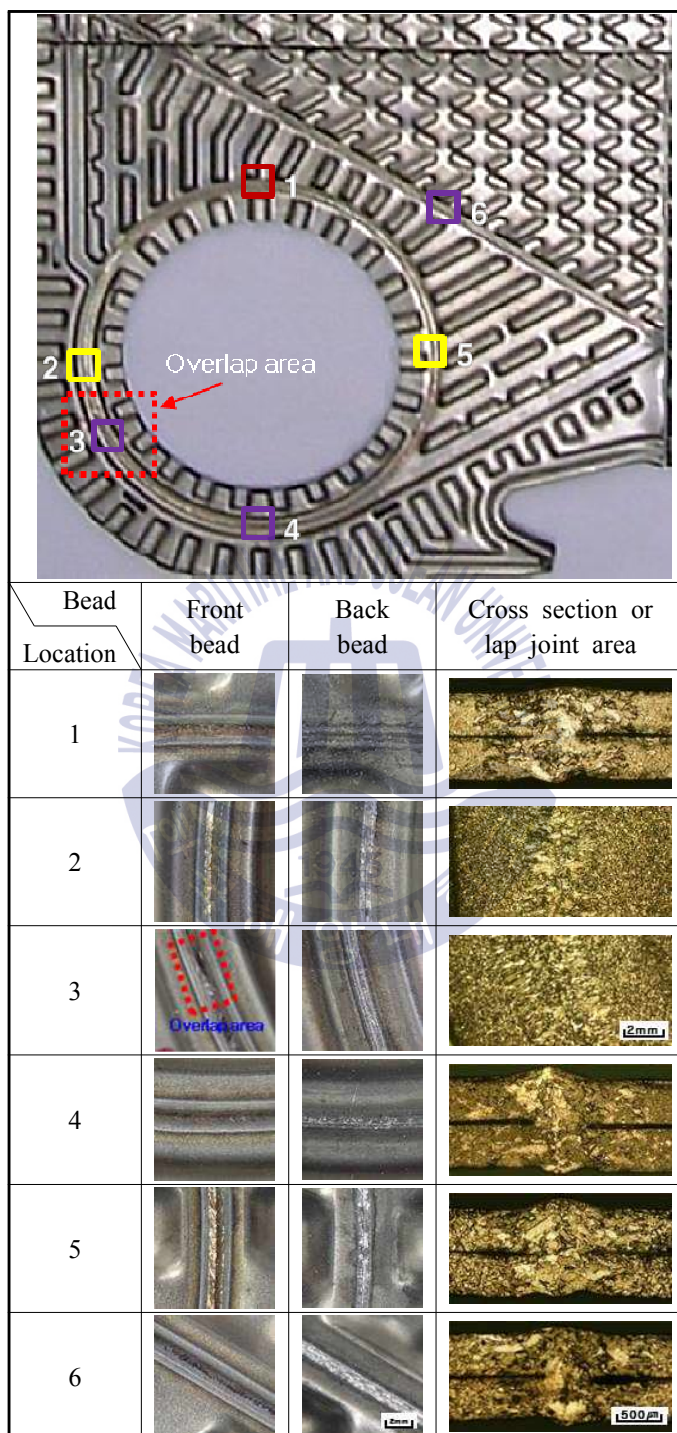 1
6
2
Overlap area
5
3
4
Bead
Location
Front
bead
Back
bead
Cross section or
lap joint area
1
2
3
Overlap area
2mm
4
5
6
2mm
500㎛